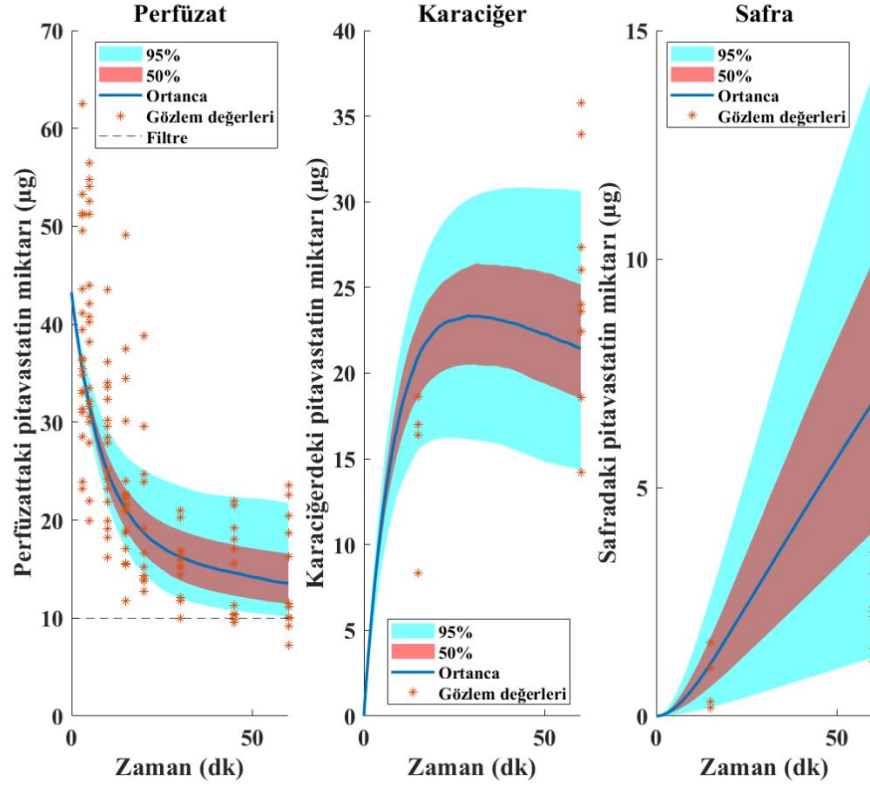 Perfüzat
Perfüzattaki pitavastatin miktarı (µg)
70
60
50
40
30
20
10
0
95%
50%
Ortanca
Gözlem değerleri
Filtre
0
50
Zaman (dk)
Karaciğer
Karaciğerdeki pitavastatin miktarı (µg)
40
35
30
25
20
15
10
5
0
95%
50%
Ortanca
Gözlem değerleri
0
50
Zaman (dk)
Safra
Safradaki pitavastatin miktarı (µg)
15
10
5
0
95%
50%
Ortanca
Gözlem değerleri
0
50
Zaman (dk)